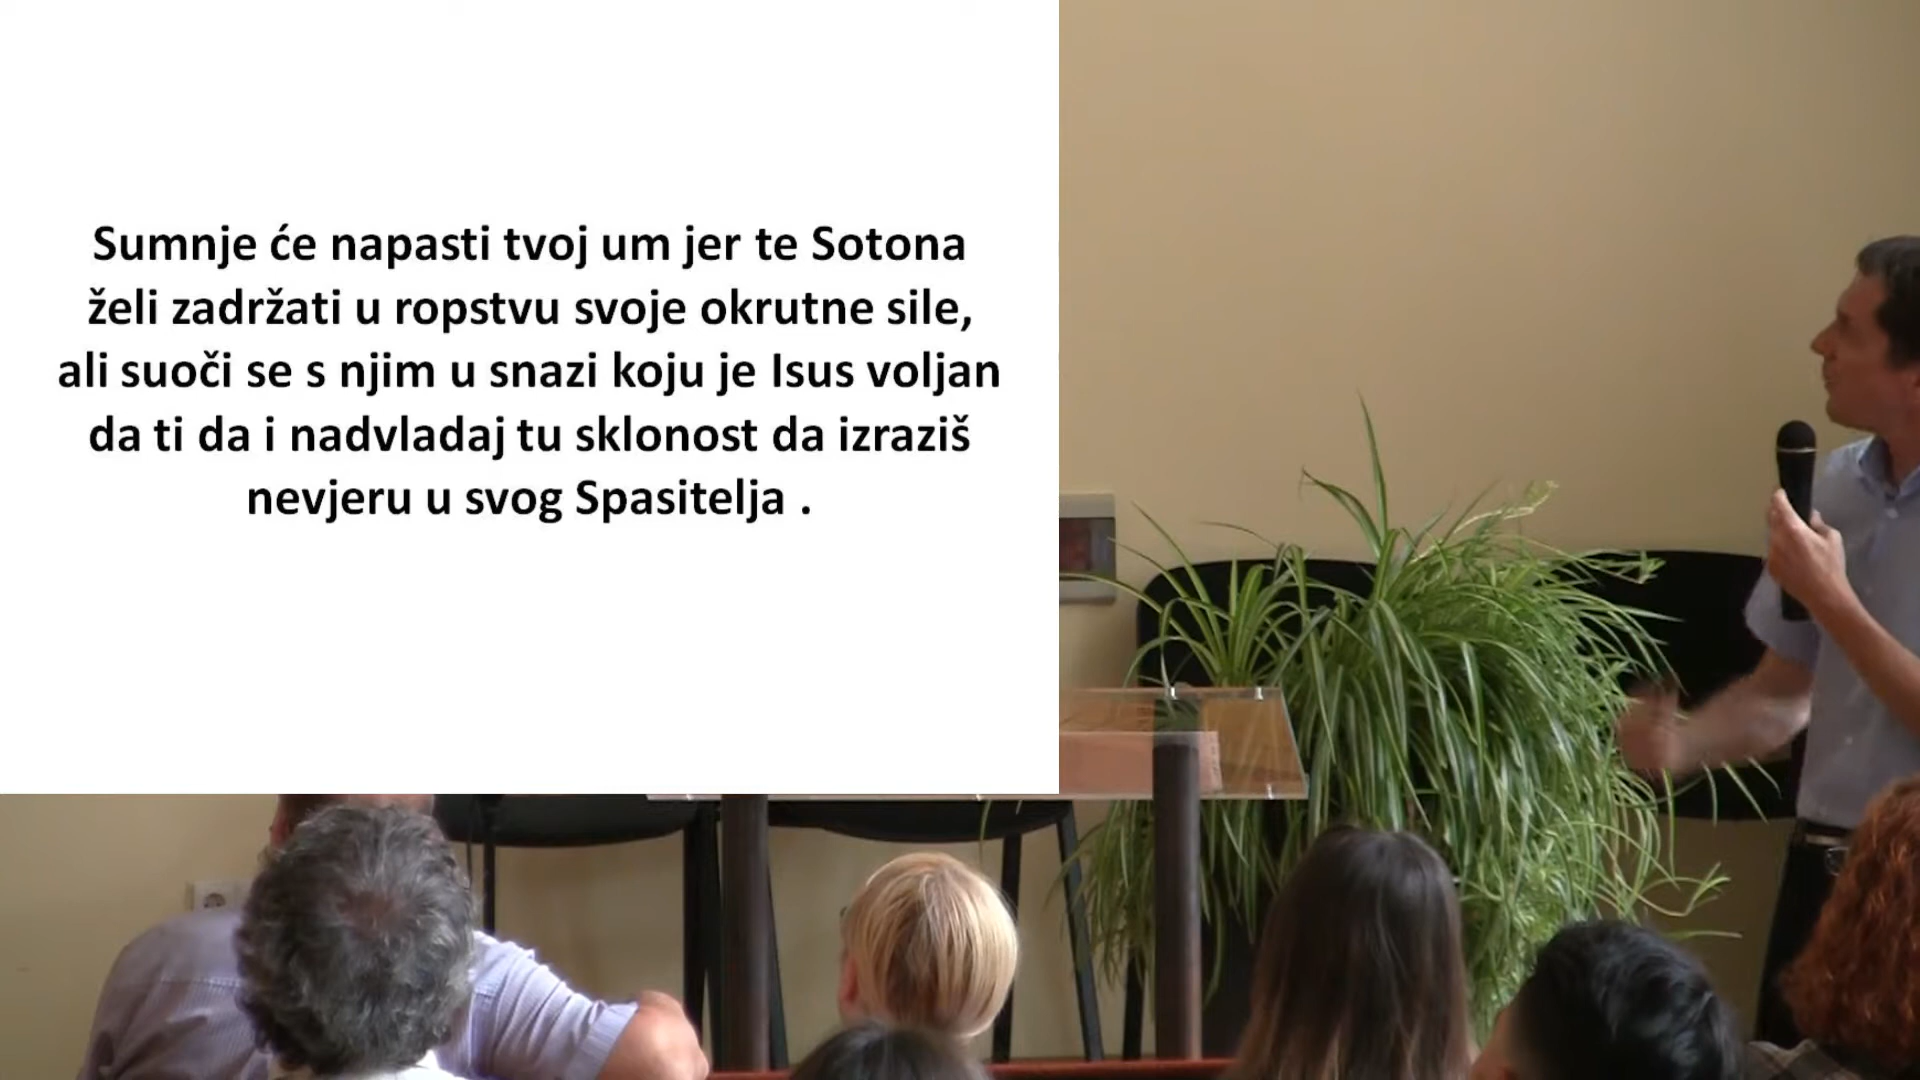 Sumnje će napasti tvoj um jer te Sotona
želi zadržati u ropstvu svoje okrutne sile,
ali suoči se s njim u snazi koju je Isus voljan
da ti da i nadvladaj tu sklonost da izraziš
nevjeru u svog Spasitelja .